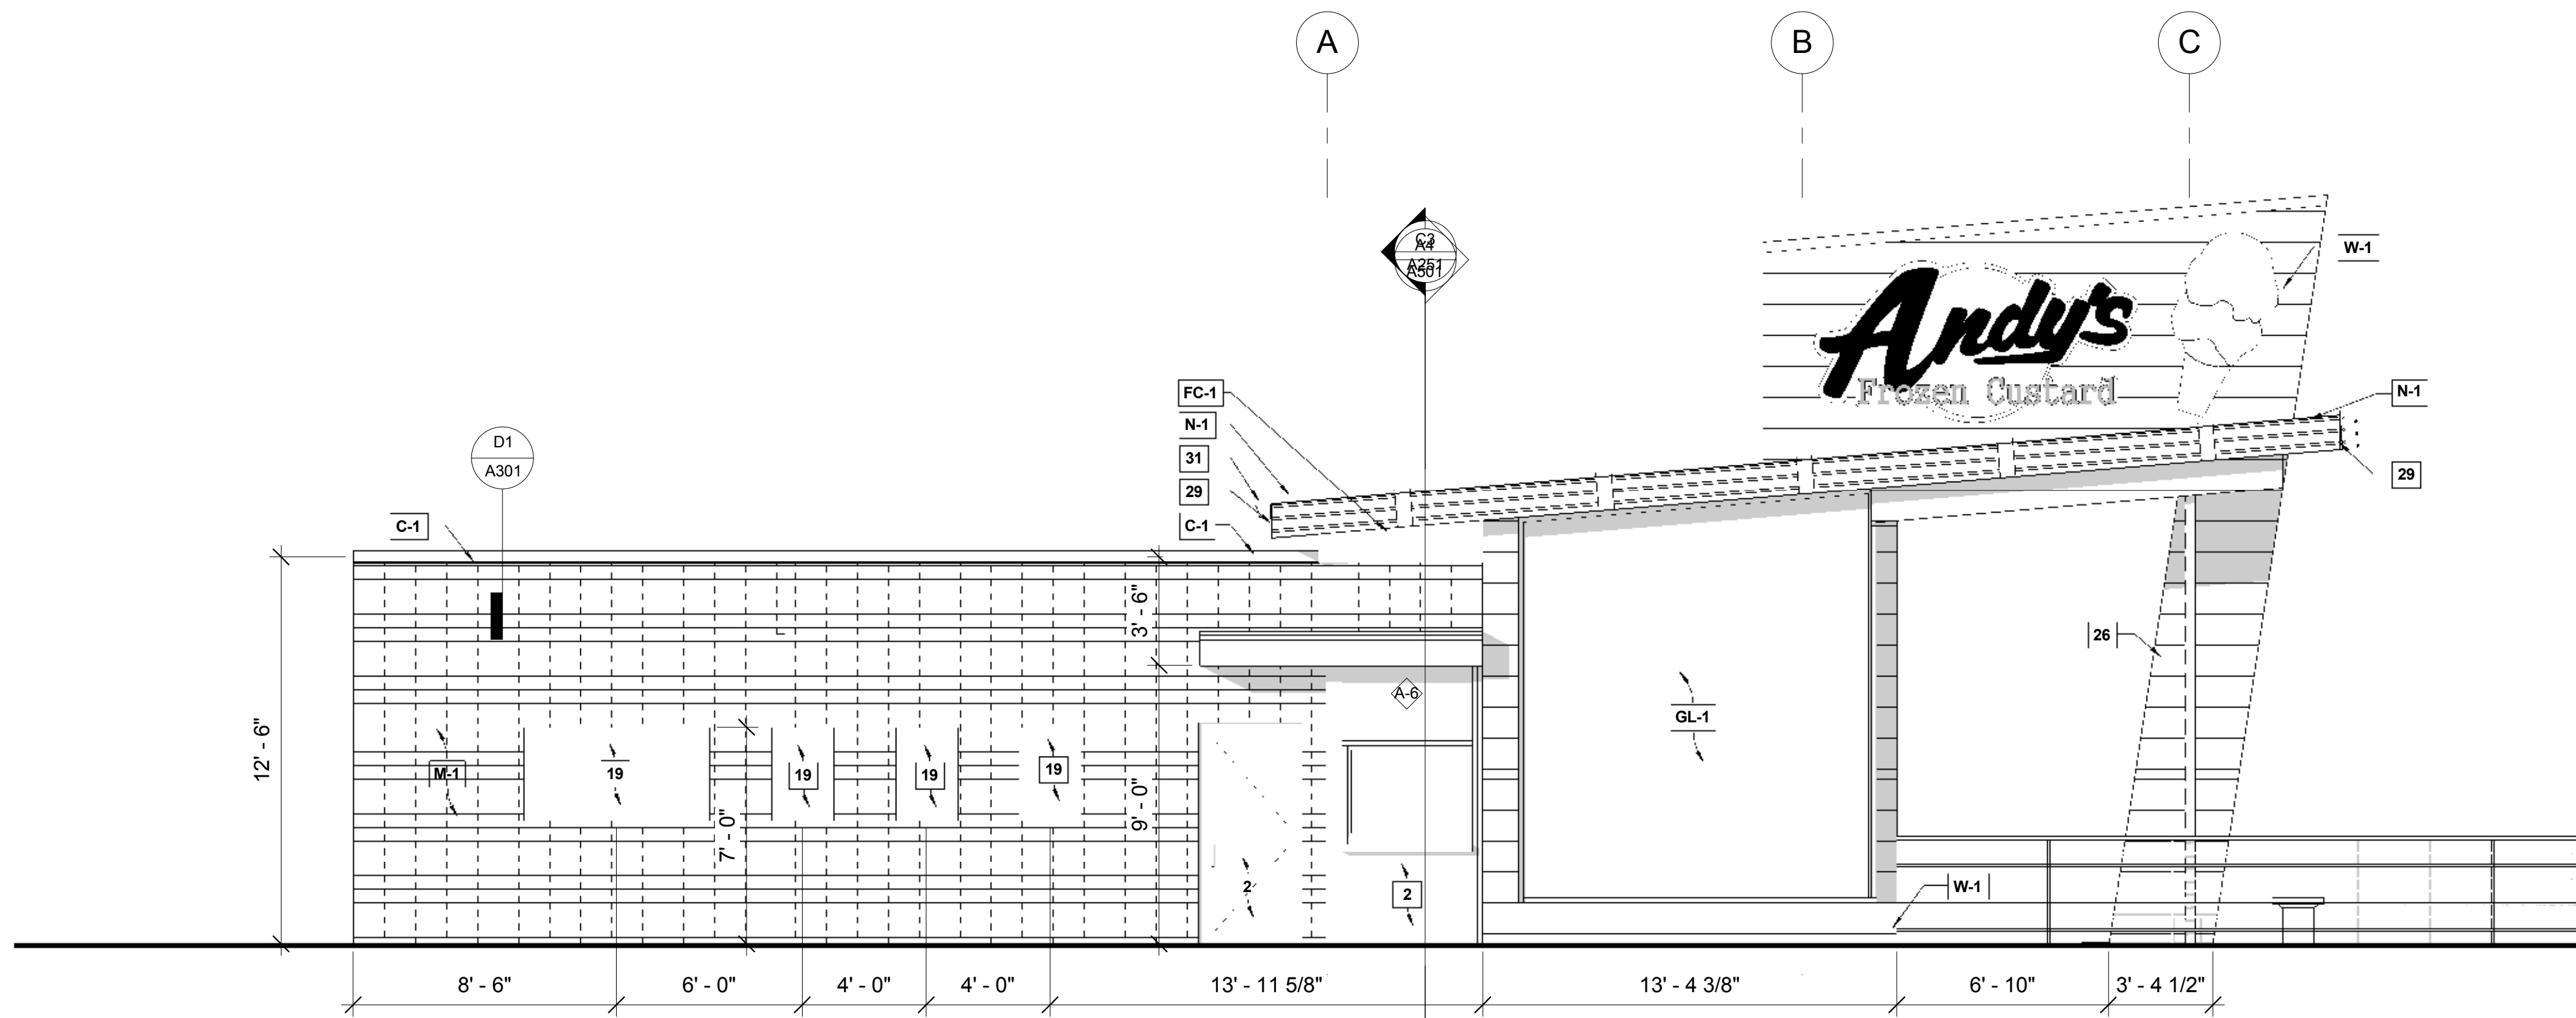 A
B
C
C3
A4
A251
A501
W-1
Andy's
Frozen Custard
FC-1
N-1
31
29
C-1
N-1
29
D1
A301
C-1
3' - 6"
26
A-6
GL-1
12' - 6"
M-1
19
19
19
19
7' - 0"
9' - 0"
2
2
W-1
8' - 6"
6' - 0"
4' - 0"
4' - 0"
13' - 11 5/8"
13' - 4 3/8"
6' - 10"
3' - 4 1/2"